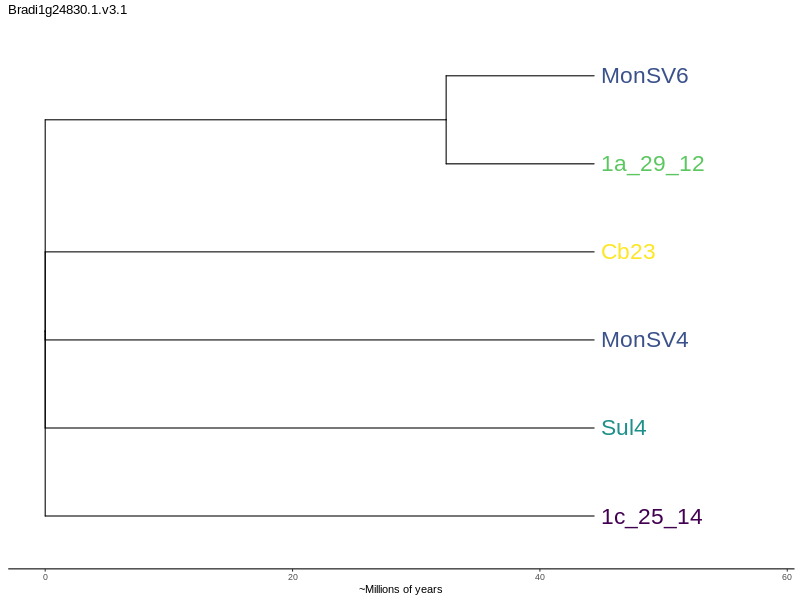 Bradi1g24830.1.v3.1
MonSV6
1a_29_12
Cb23
MonSV4
Sul4
1c_25_14
0 20 40 60
~Millions of years